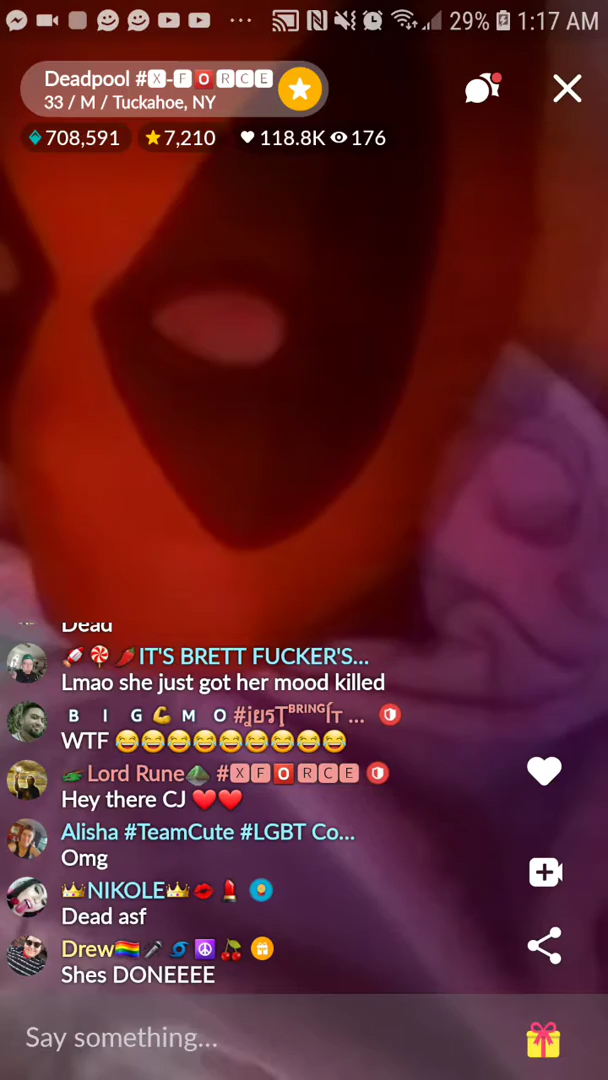 29% 1:17 AM
Deadpool #🆇-🅵🅾🆁🅲🅴
33 / M / Tuckahoe, NY
708,591 7,210 118.8K 176
Dead
🍬🍭🌶️IT'S BRETT FUCKER'S...
Lmao she just got her mood killed
B I G💪M O #ʝɐsƬᴮᴿᴵᴺᴳſт ...
WTF 😂😂😂😂😂😂😂😂😂
🐲Lord Rune⛰️ #🆇🅵🅾🆁🅲🅴
Hey there CJ ❤️❤️
Alisha #TeamCute #LGBT Co...
Omg
👑NIKOLE👑💋💄
Dead asf
Drew🏳️‍🌈🎤🌀☮️🍒
Shes DONEEEE
Say something...